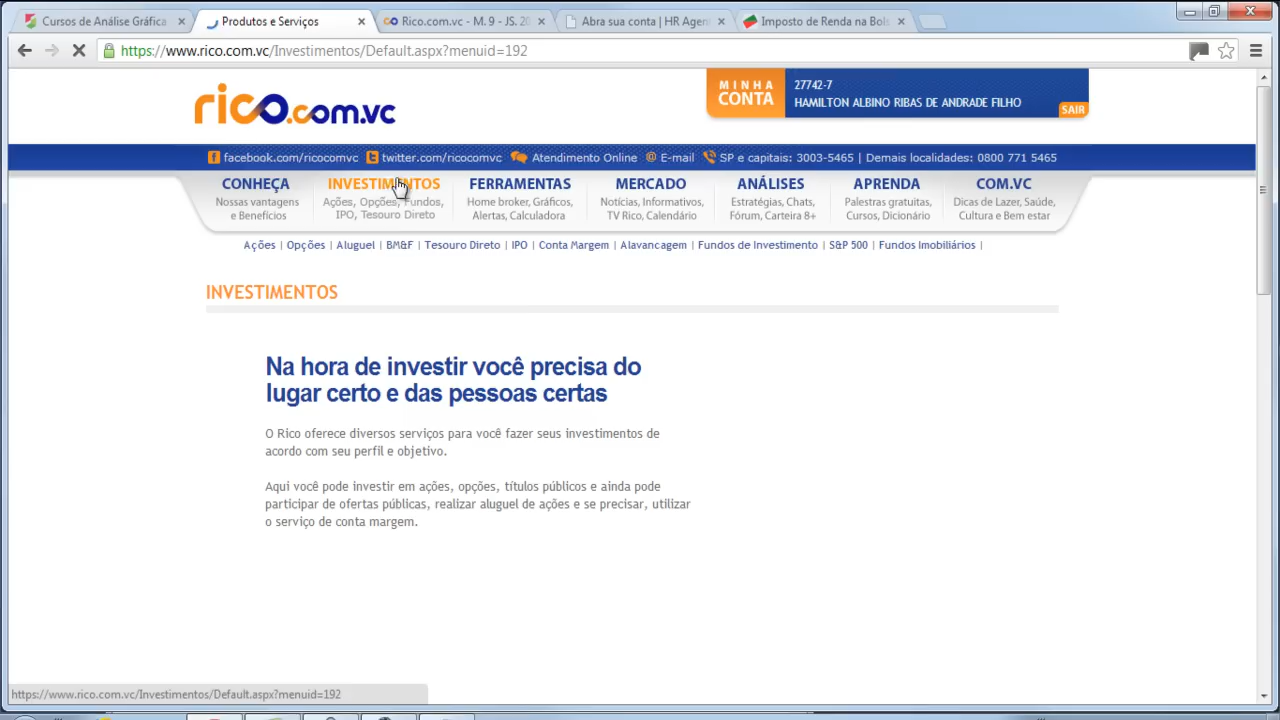 Cursos de Análise Gráfica
Produtos e Serviços
Rico.com.vc - M. 9 - JS. 20
Abra sua conta | HR Agen
Imposto de Renda na Bols
https://www.rico.com.vc/Investimentos/Default.aspx?menuid=192
rico.com.vc
MINHA CONTA
27742-7
HAMILTON ALBINO RIBAS DE ANDRADE FILHO
SAIR
facebook.com/ricocomvc twitter.com/ricocomvc Atendimento Online E-mail SP e capitais: 3003-5465 | Demais localidades: 0800 771 5465
CONHEÇA
Nossas vantagens
e Benefícios
INVESTIMENTOS
Ações, Opções, Fundos,
IPO, Tesouro Direto
FERRAMENTAS
Home broker, Gráficos,
Alertas, Calculadora
MERCADO
Notícias, Informativos,
TV Rico, Calendário
ANÁLISES
Estratégias, Chats,
Fórum, Carteira 8+
APRENDA
Palestras gratuitas,
Cursos, Dicionário
COM.VC
Dicas de Lazer, Saúde,
Cultura e Bem estar
Ações | Opções | Aluguel | BM&F | Tesouro Direto | IPO | Conta Margem | Alavancagem | Fundos de Investimento | S&P 500 | Fundos Imobiliários |
INVESTIMENTOS
Na hora de investir você precisa do
lugar certo e das pessoas certas
O Rico oferece diversos serviços para você fazer seus investimentos de
acordo com seu perfil e objetivo.
Aqui você pode investir em ações, opções, títulos públicos e ainda pode
participar de ofertas públicas, realizar aluguel de ações e se precisar, utilizar
o serviço de conta margem.
https://www.rico.com.vc/Investimentos/Default.aspx?menuid=192